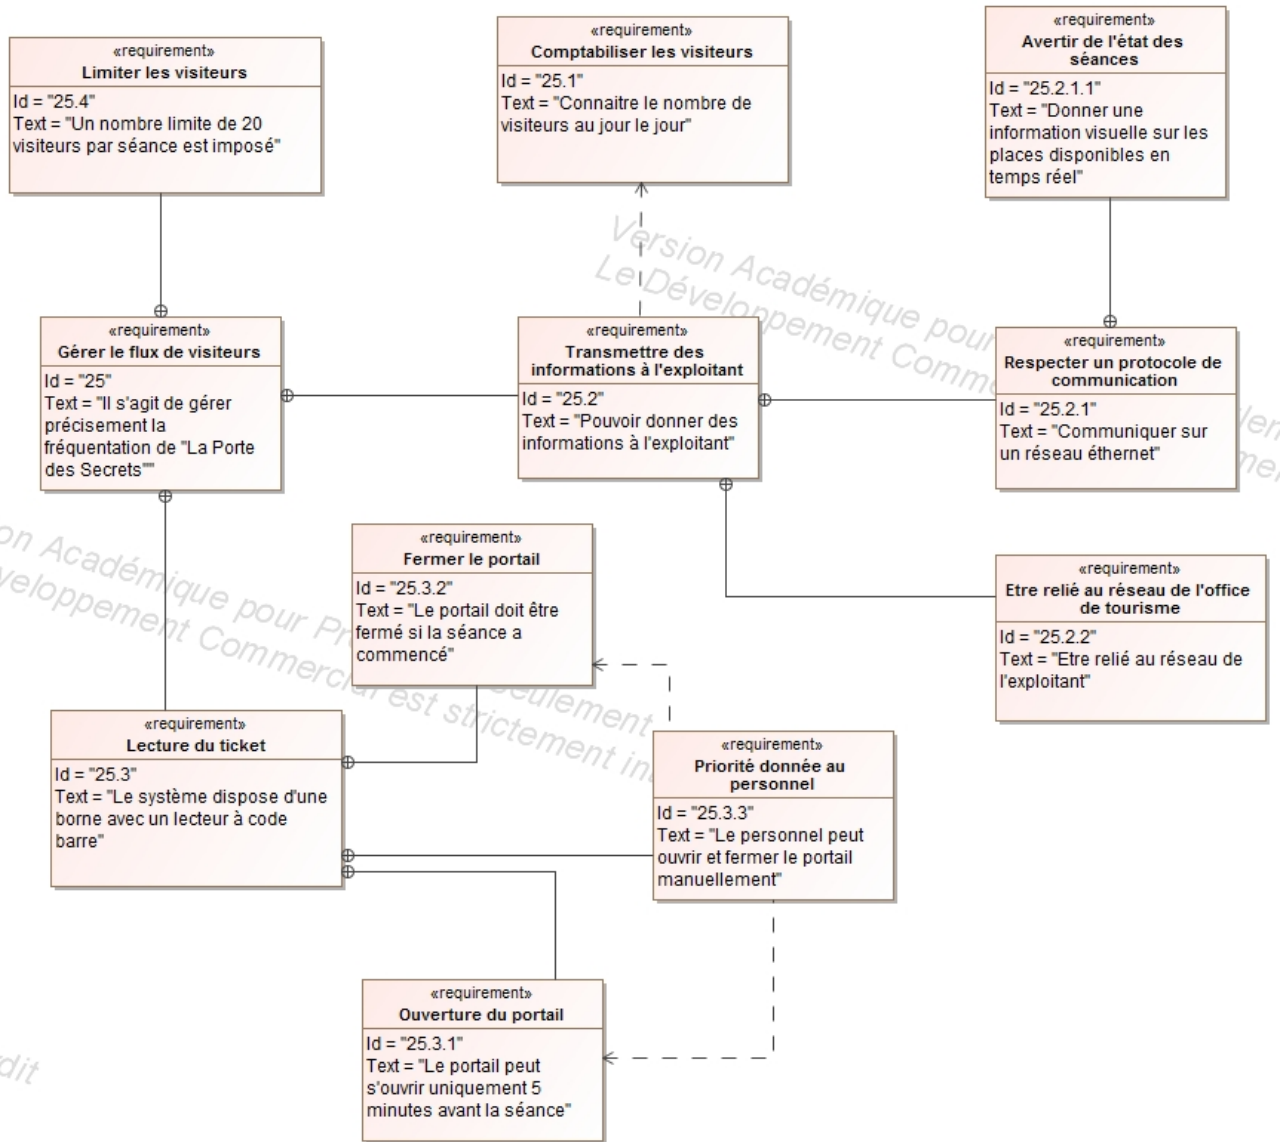 «requirement»
Limiter les visiteurs
Id = "25.4"
Text = "Un nombre limite de 20
visiteurs par séance est imposé"
«requirement»
Comptabiliser les visiteurs
Id = "25.1"
Text = "Connaitre le nombre de
visiteurs au jour le jour"
«requirement»
Avertir de l'état des
séances
Id = "25.2.1.1"
Text = "Donner une
information visuelle sur les
places disponibles en
temps réel"
Version Académique pour
Le Développement Comme
«requirement»
Gérer le flux de visiteurs
Id = "25"
Text = "Il s'agit de gérer
précisement la
fréquentation de "La Porte
des Secrets""
«requirement»
Transmettre des
informations à l'exploitant
Id = "25.2"
Text = "Pouvoir donner des
informations à l'exploitant"
«requirement»
Respecter un protocole de
communication
Id = "25.2.1"
Text = "Communiquer sur
un réseau éthernet"
«requirement»
Fermer le portail
Id = "25.3.2"
Text = "Le portail doit être
fermé si la séance a
commencé"
«requirement»
Etre relié au réseau de l'office
de tourisme
Id = "25.2.2"
Text = "Etre relié au réseau de
l'exploitant"
on Académique pour Pr seulement
veloppement Commercial est strictement in
«requirement»
Lecture du ticket
Id = "25.3"
Text = "Le système dispose d'une
borne avec un lecteur à code
barre"
«requirement»
Priorité donnée au
personnel
Id = "25.3.3"
Text = "Le personnel peut
ouvrir et fermer le portail
manuellement"
«requirement»
Ouverture du portail
Id = "25.3.1"
Text = "Le portail peut
s'ouvrir uniquement 5
minutes avant la séance"
rdit